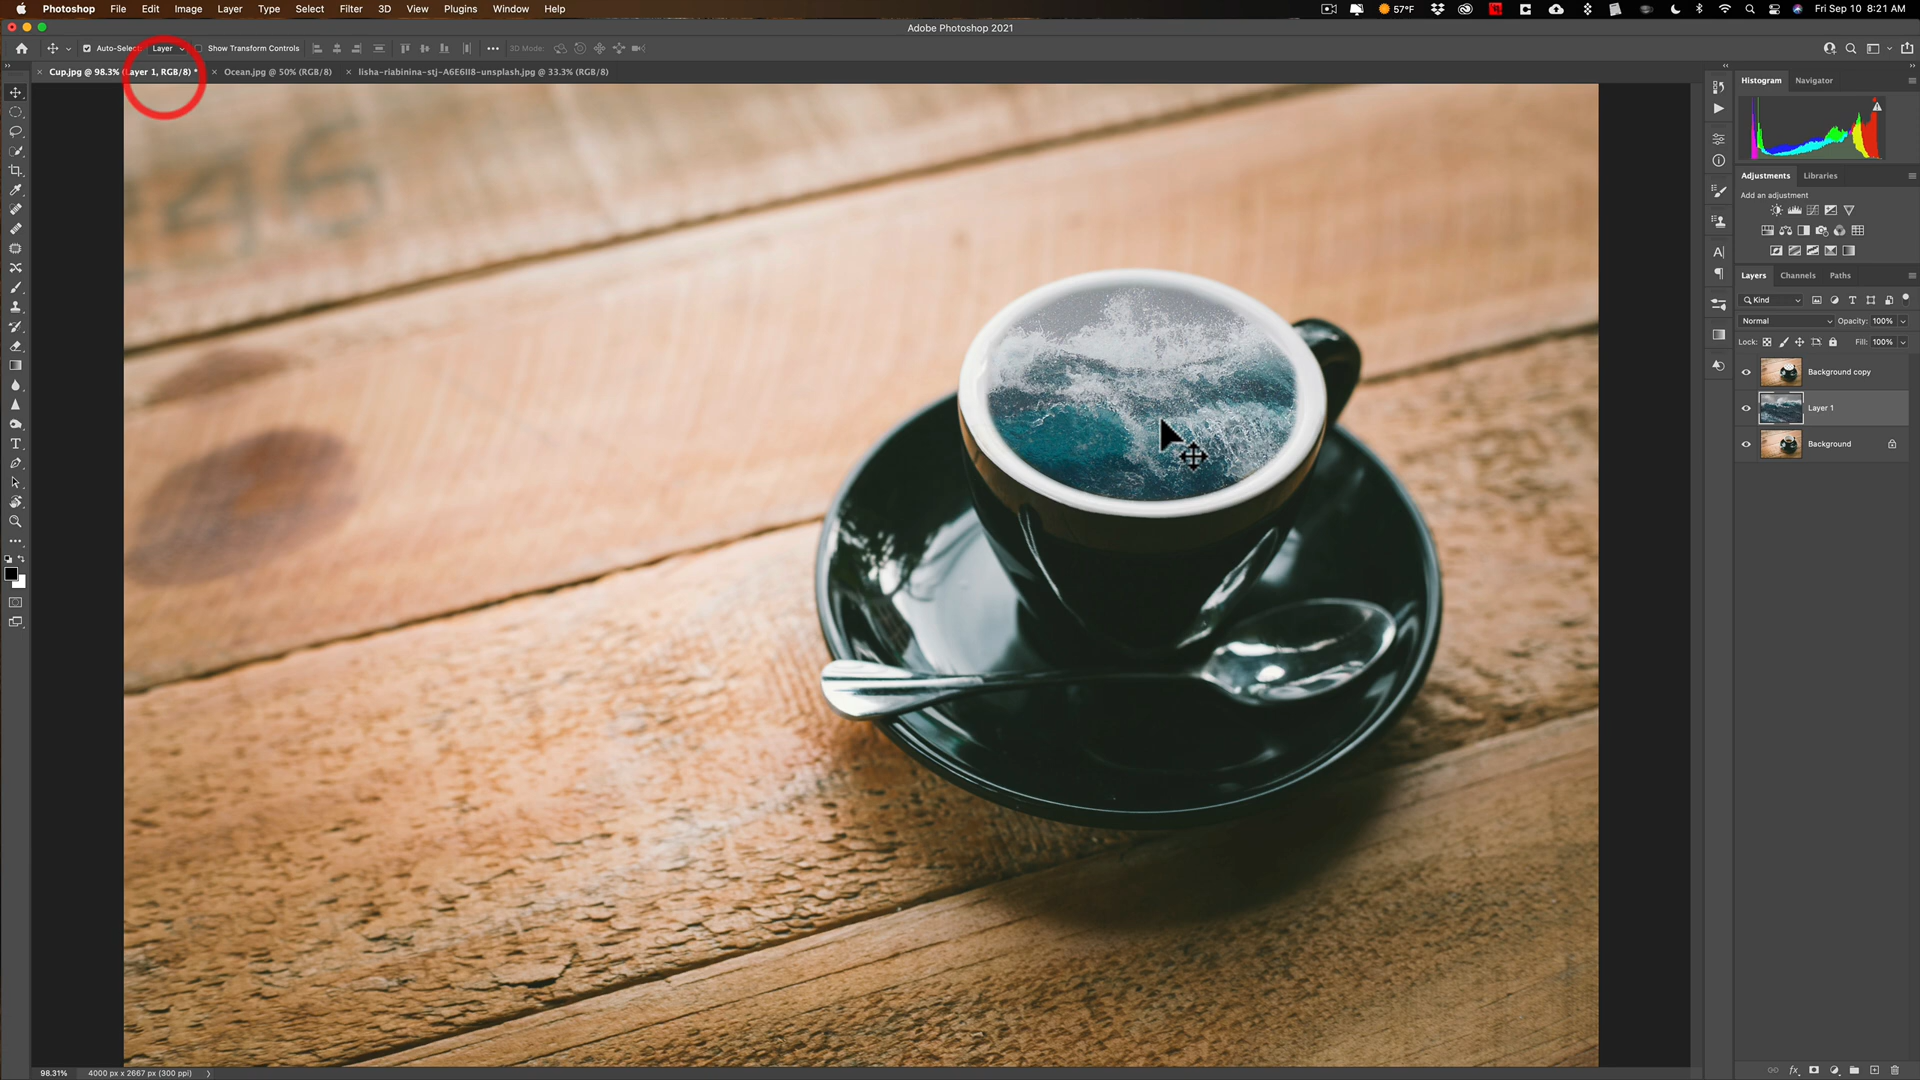 Photoshop File Edit Image Layer Type Select Filter 3D View Plugins Window Help 57°F Fri Sep 10 8:21 AM
Adobe Photoshop 2021
Auto-Select: Layer Show Transform Controls 3D Mode:
Cup.jpg @ 98.3% (Layer 1, RGB/8) * Ocean.jpg @ 50% (RGB/8) lisha-riabinina-stj-A6E6II8-unsplash.jpg @ 33.3% (RGB/8)
Histogram Navigator
Adjustments Libraries
Add an adjustment
Layers Channels Paths
Kind
Normal Opacity: 100%
Lock: Fill: 100%
Background copy
Layer 1
Background
98.31% 4000 px x 2667 px (300 ppi)